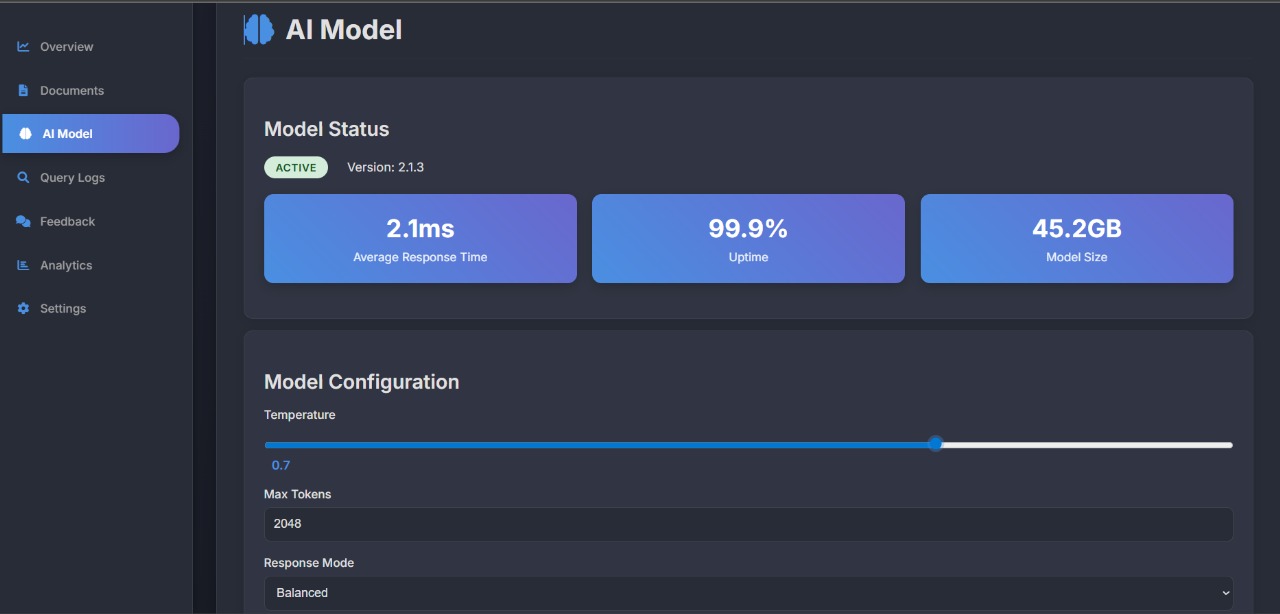 AI Model
Overview
Documents
AI Model
Query Logs
Feedback
Analytics
Settings
Model Status
ACTIVE Version: 2.1.3
2.1ms 99.9% 45.2GB
Average Response Time Uptime Model Size
Model Configuration
Temperature
0.7
Max Tokens
2048
Response Mode
Balanced